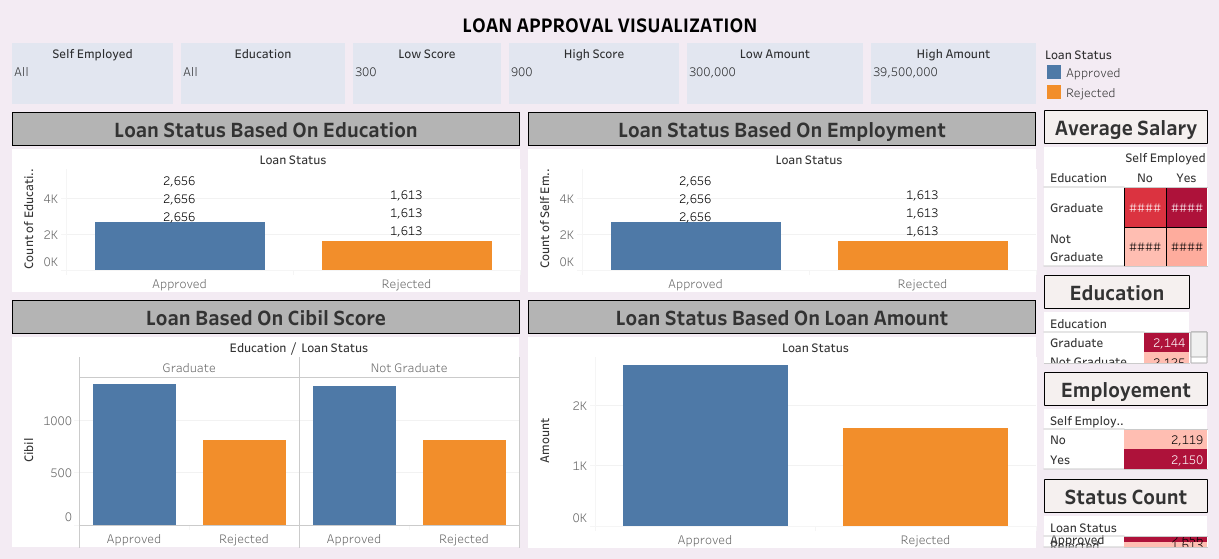 LOAN APPROVAL VISUALIZATION
Self Employed
All
Education
All
Low Score
300
High Score
900
Low Amount
300,000
High Amount
39,500,000
Loan Status
Approved
Rejected
Loan Status Based On Education
Loan Status
Count of Educati..
4K
2K
0K
2,656
2,656
2,656
1,613
1,613
1,613
Approved
Rejected
Loan Status Based On Employment
Loan Status
Count of Self Em..
4K
2K
0K
2,656
2,656
2,656
1,613
1,613
1,613
Approved
Rejected
Loan Based On Cibil Score
Education / Loan Status
Graduate
Not Graduate
Cibil
1000
500
0
Approved
Rejected
Approved
Rejected
Loan Status Based On Loan Amount
Loan Status
Amount
2K
1K
0K
Approved
Rejected
Average Salary
Self Employed
Education
No
Yes
Graduate
####
####
Not
Graduate
####
####
Education
Education
Graduate
2,144
Not Graduate
2,125
Employement
Self Employ..
No
2,119
Yes
2,150
Status Count
Loan Status
Approved
2,656
Rejected
1,613